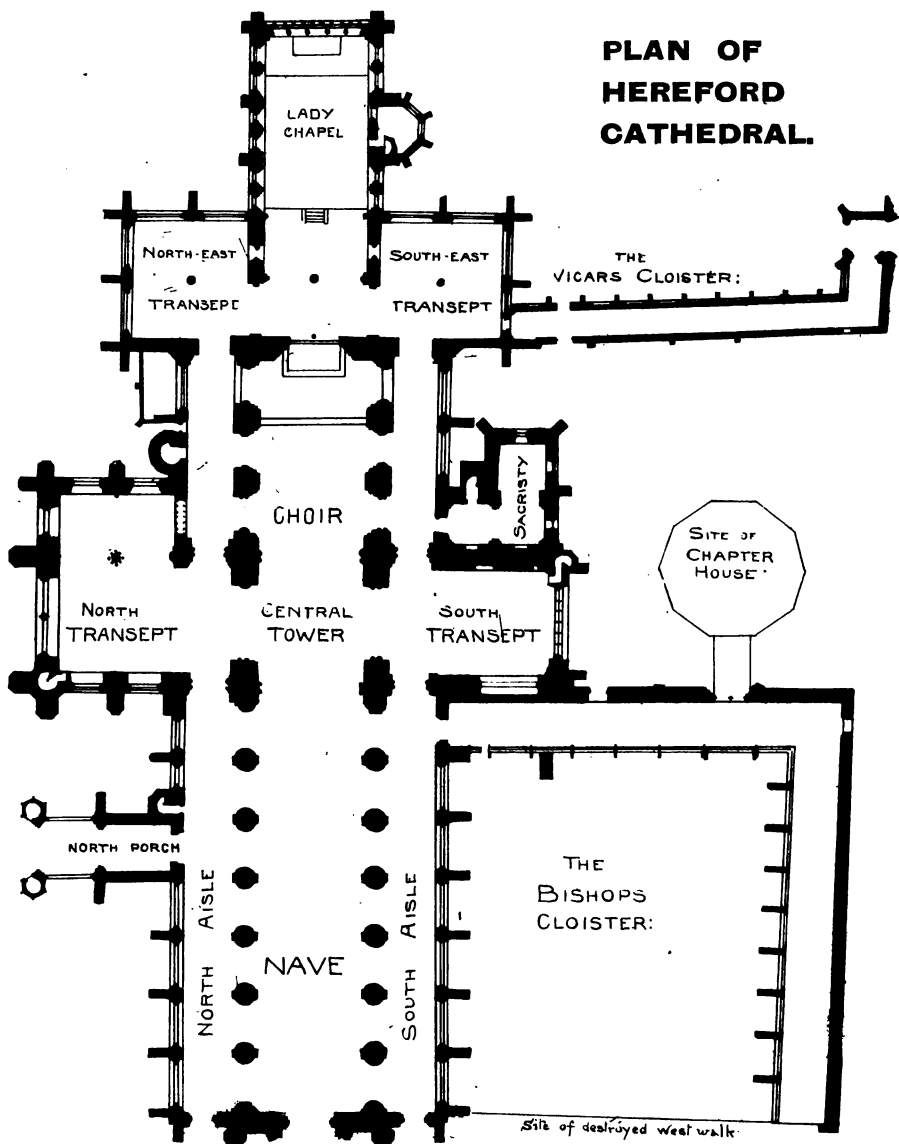 PLAN OF
HEREFORD
CATHEDRAL.
LADY
CHAPEL
NORTH-EAST
TRANSEPT
SOUTH-EAST
TRANSEPT
THE
VICARS CLOISTER:
CHOIR
SACRISTY
SITE OF
CHAPTER
HOUSE
NORTH
TRANSEPT
CENTRAL
TOWER
SOUTH
TRANSEPT
NORTH PORCH
NORTH AISLE
NAVE
SOUTH AISLE
THE
BISHOPS
CLOISTER:
Site of destroyed west walk